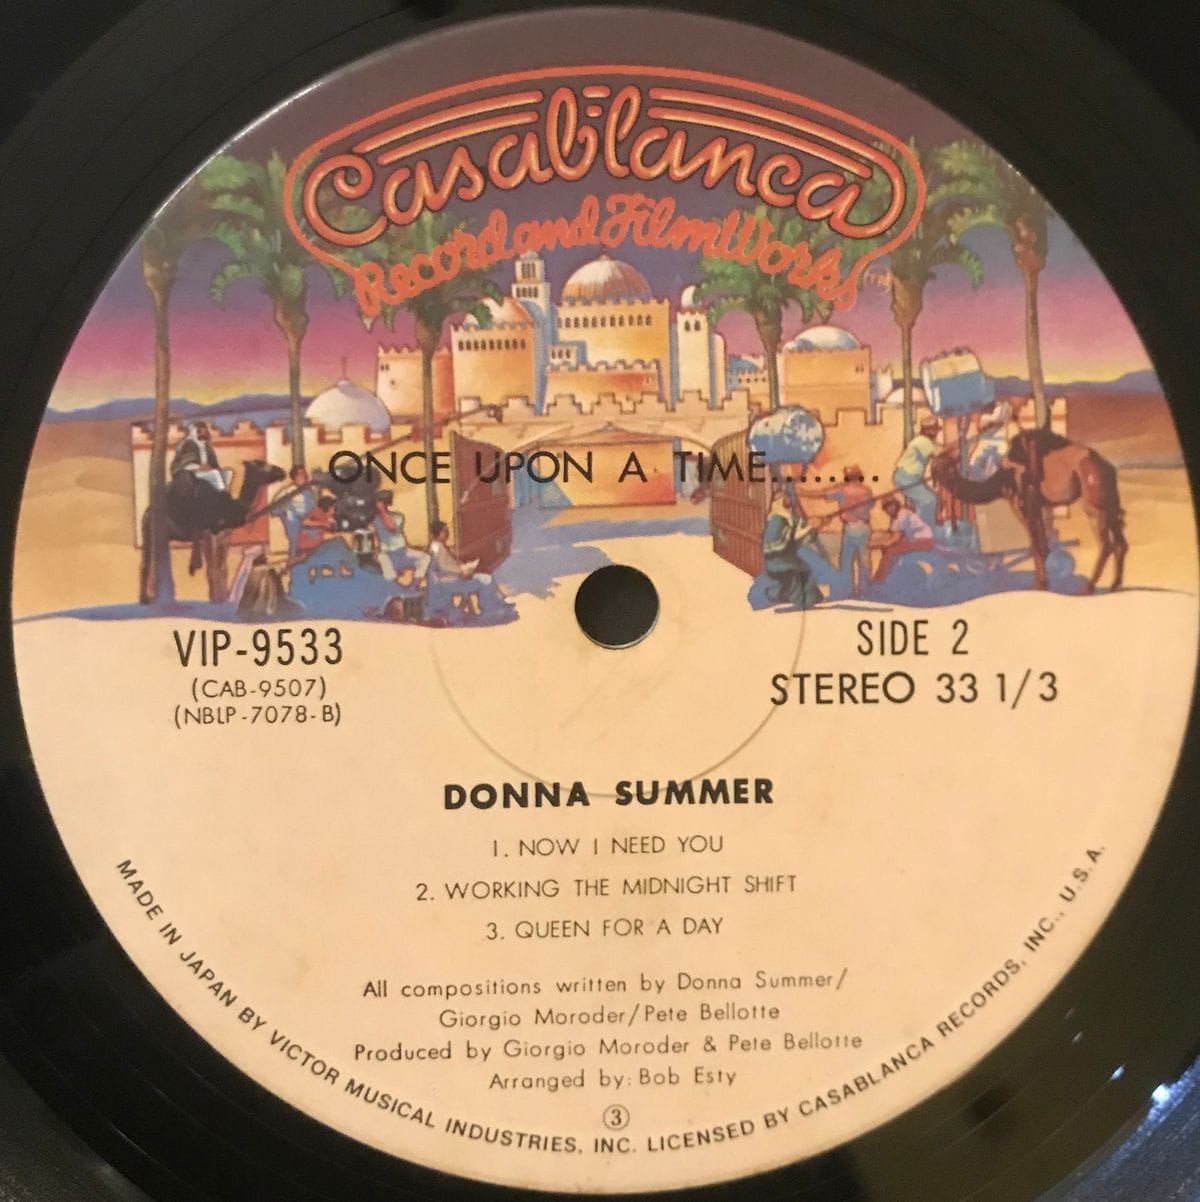 Casablanca
Record and FilmWorks
TM
ONCE UPON A TIME........
VIP-9533
(CAB-9507)
(NBLP-7078-B)
SIDE 2
STEREO 33 1/3
DONNA SUMMER
1. NOW I NEED YOU
2. WORKING THE MIDNIGHT SHIFT
3. QUEEN FOR A DAY
All compositions written by Donna Summer/
Giorgio Moroder/Pete Bellotte
Produced by Giorgio Moroder & Pete Bellotte
Arranged by: Bob Esty
③
MADE IN JAPAN BY VICTOR MUSICAL INDUSTRIES, INC. LICENSED BY CASABLANCA RECORDS, INC., U.S.A.